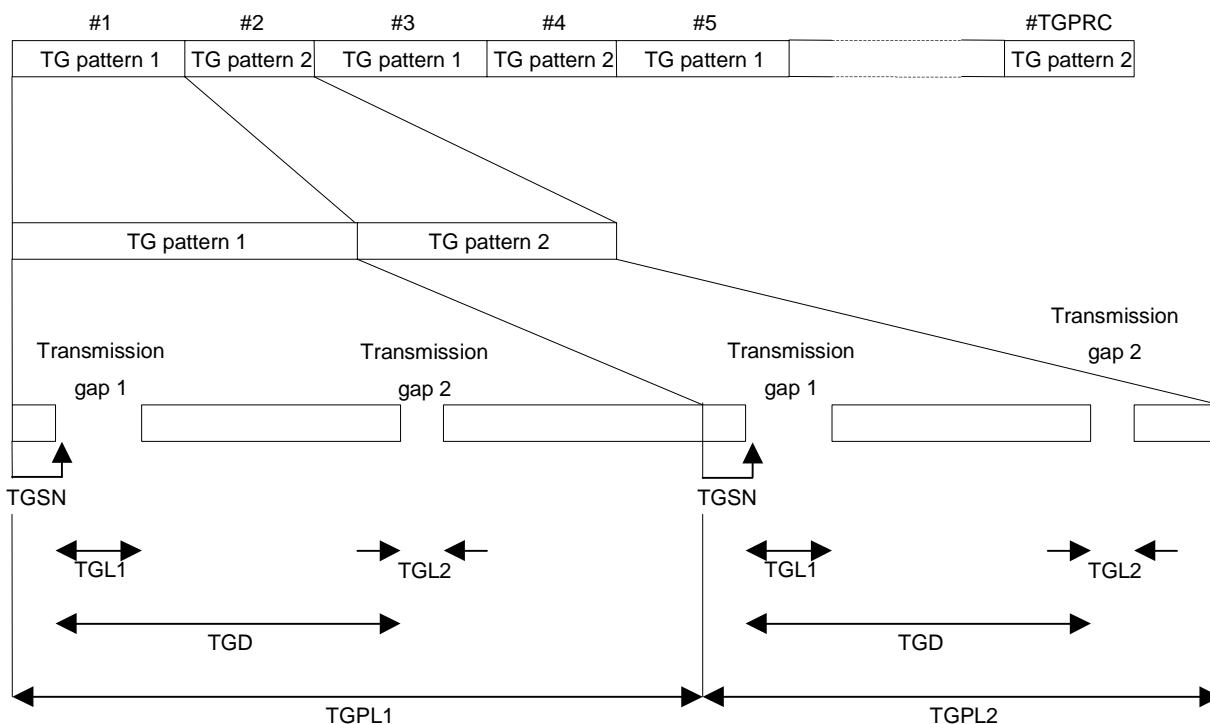 #1 #2 #3 #4 #5 #TGPRC
TG pattern 1 TG pattern 2 TG pattern 1 TG pattern 2 TG pattern 1 TG pattern 2
TG pattern 1 TG pattern 2
Transmission
gap 2
Transmission
gap 1
Transmission
gap 2
Transmission
gap 1
TGSN TGSN
TGL1 TGL2 TGL1 TGL2
TGD TGD
TGPL1 TGPL2